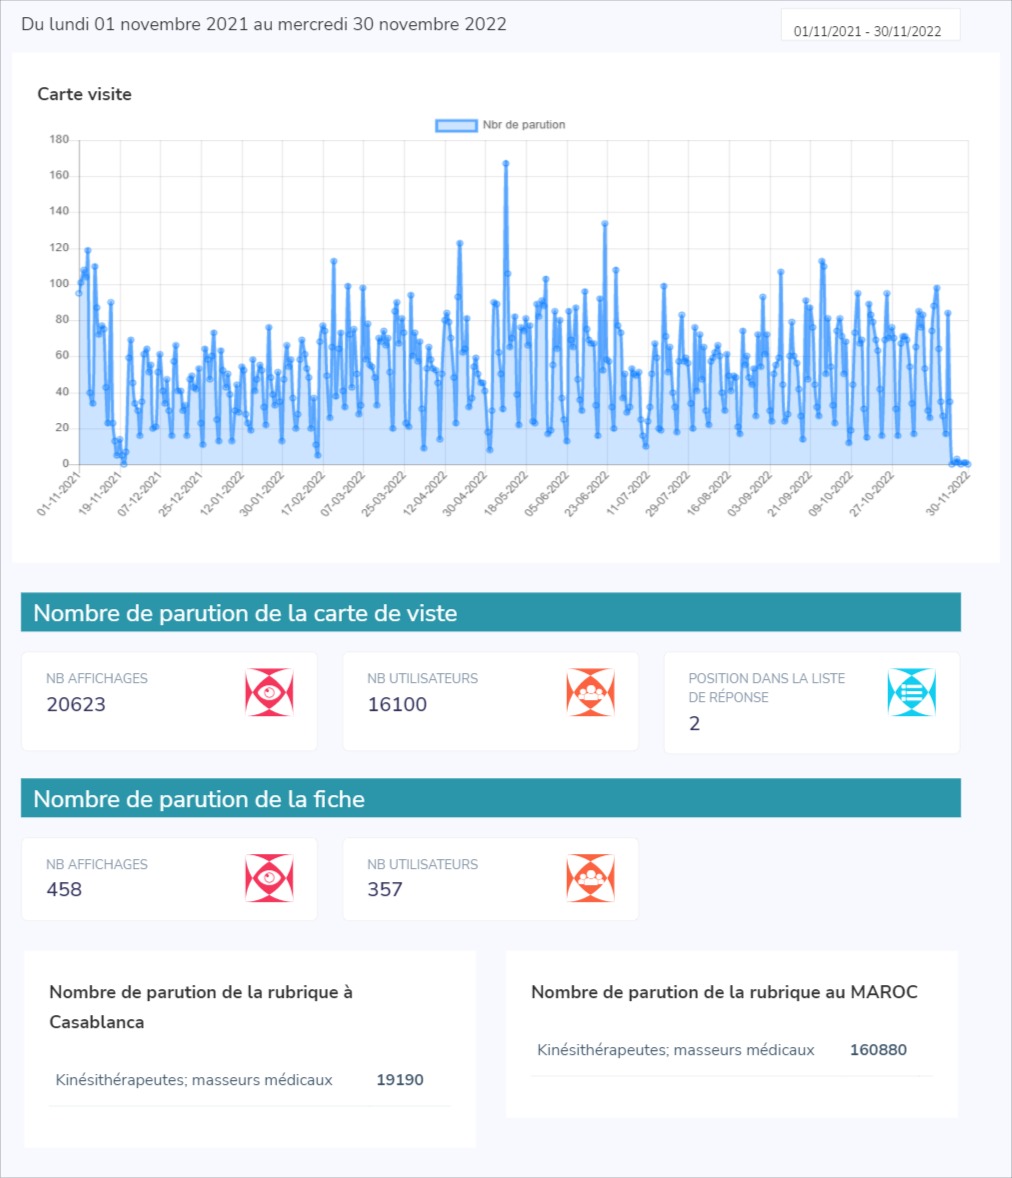 Du lundi 01 novembre 2021 au mercredi 30 novembre 2022
01/11/2021 - 30/11/2022
Carte visite
Nbr de parution
180
160
140
120
100
80
60
40
20
0
01-11-2021
19-11-2021
07-12-2021
25-12-2021
12-01-2022
30-01-2022
17-02-2022
07-03-2022
25-03-2022
12-04-2022
30-04-2022
18-05-2022
05-06-2022
23-06-2022
11-07-2022
29-07-2022
16-08-2022
03-09-2022
21-09-2022
09-10-2022
27-10-2022
30-11-2022
Nombre de parution de la carte de viste
NB AFFICHAGES
20623
NB UTILISATEURS
16100
POSITION DANS LA LISTE
DE RÉPONSE
2
Nombre de parution de la fiche
NB AFFICHAGES
458
NB UTILISATEURS
357
Nombre de parution de la rubrique à
Casablanca
Kinésithérapeutes; masseurs médicaux 19190
Nombre de parution de la rubrique au MAROC
Kinésithérapeutes; masseurs médicaux 160880